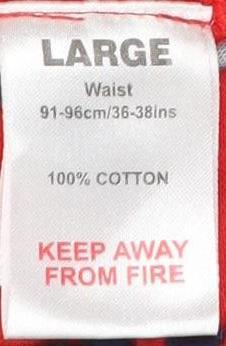 LARGE
Waist
91-96cm/36-38ins
100% COTTON
KEEP AWAY
FROM FIRE